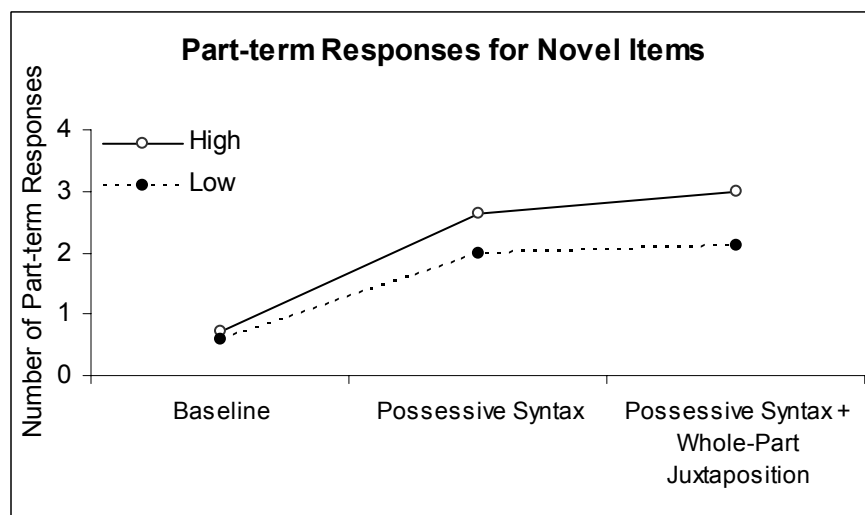 Part-term Responses for Novel Items
Number of Part-term Responses
4
3
2
1
0
High
Low
Baseline
Possessive Syntax
Possessive Syntax +
Whole-Part
Juxtaposition